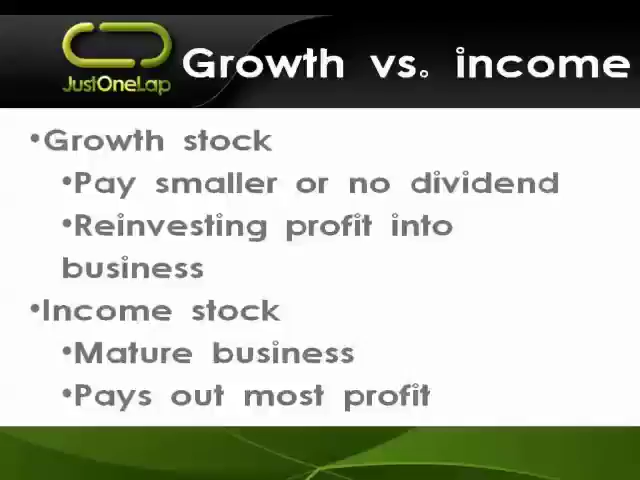 JustOneLap
Growth vs. income
•Growth stock
•Pay smaller or no dividend
•Reinvesting profit into
business
•Income stock
•Mature business
•Pays out most profit